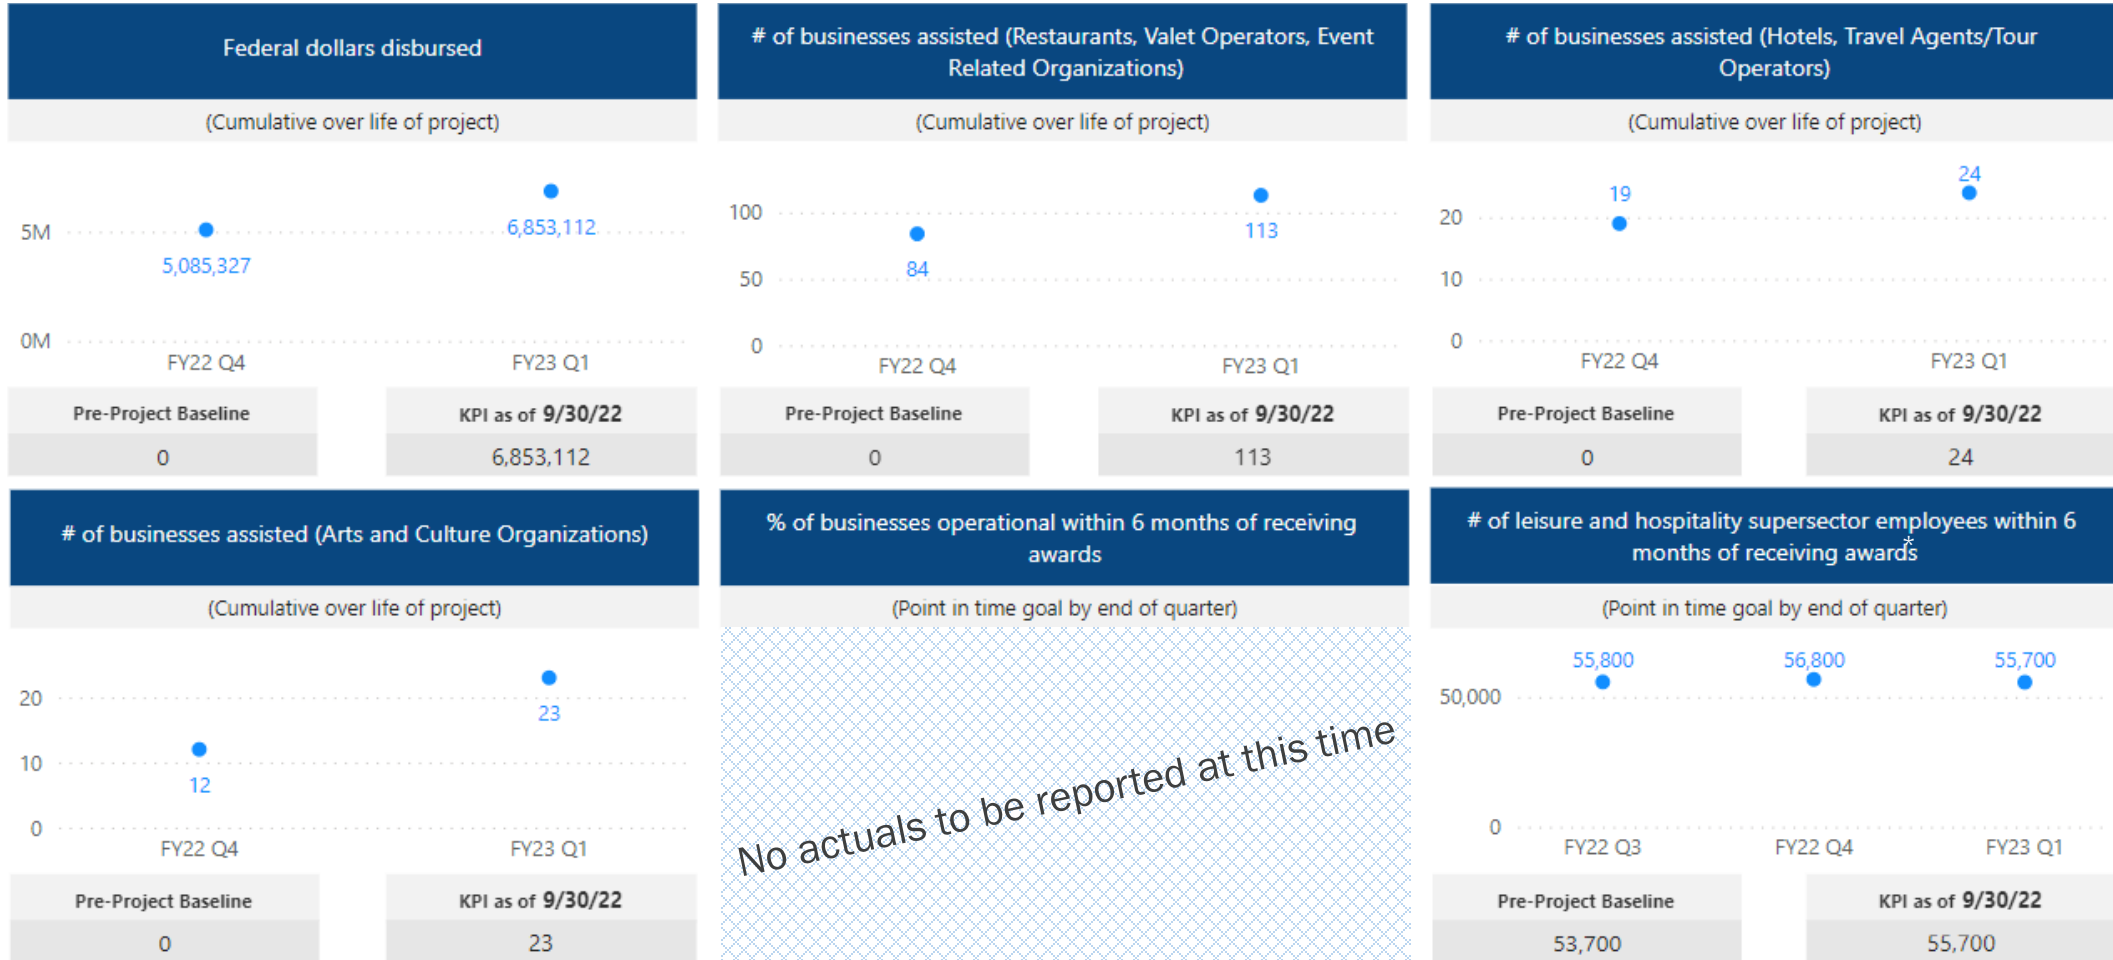 Federal dollars disbursed
(Cumulative over life of project)
5M
0M
5,085,327
6,853,112
FY22 Q4
FY23 Q1
Pre-Project Baseline
KPI as of 9/30/22
0
6,853,112
# of businesses assisted (Restaurants, Valet Operators, Event
Related Organizations)
(Cumulative over life of project)
100
50
0
84
113
FY22 Q4
FY23 Q1
Pre-Project Baseline
KPI as of 9/30/22
0
113
# of businesses assisted (Hotels, Travel Agents/Tour
Operators)
(Cumulative over life of project)
20
10
0
19
24
FY22 Q4
FY23 Q1
Pre-Project Baseline
KPI as of 9/30/22
0
24
# of businesses assisted (Arts and Culture Organizations)
(Cumulative over life of project)
20
10
0
12
23
FY22 Q4
FY23 Q1
Pre-Project Baseline
KPI as of 9/30/22
0
23
% of businesses operational within 6 months of receiving
awards
(Point in time goal by end of quarter)
No actuals to be reported at this time
# of leisure and hospitality supersector employees within 6
months of receiving awards*
(Point in time goal by end of quarter)
50,000
0
55,800
56,800
55,700
FY22 Q3
FY22 Q4
FY23 Q1
Pre-Project Baseline
KPI as of 9/30/22
53,700
55,700